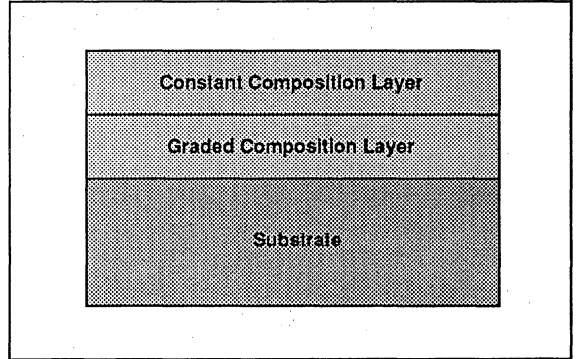 Constant Composition Layer
Graded Composition Layer
Substrate